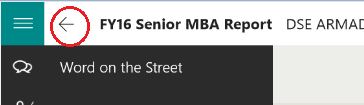 FY16 Senior MBA Report DSE ARMAD
Word on the Street